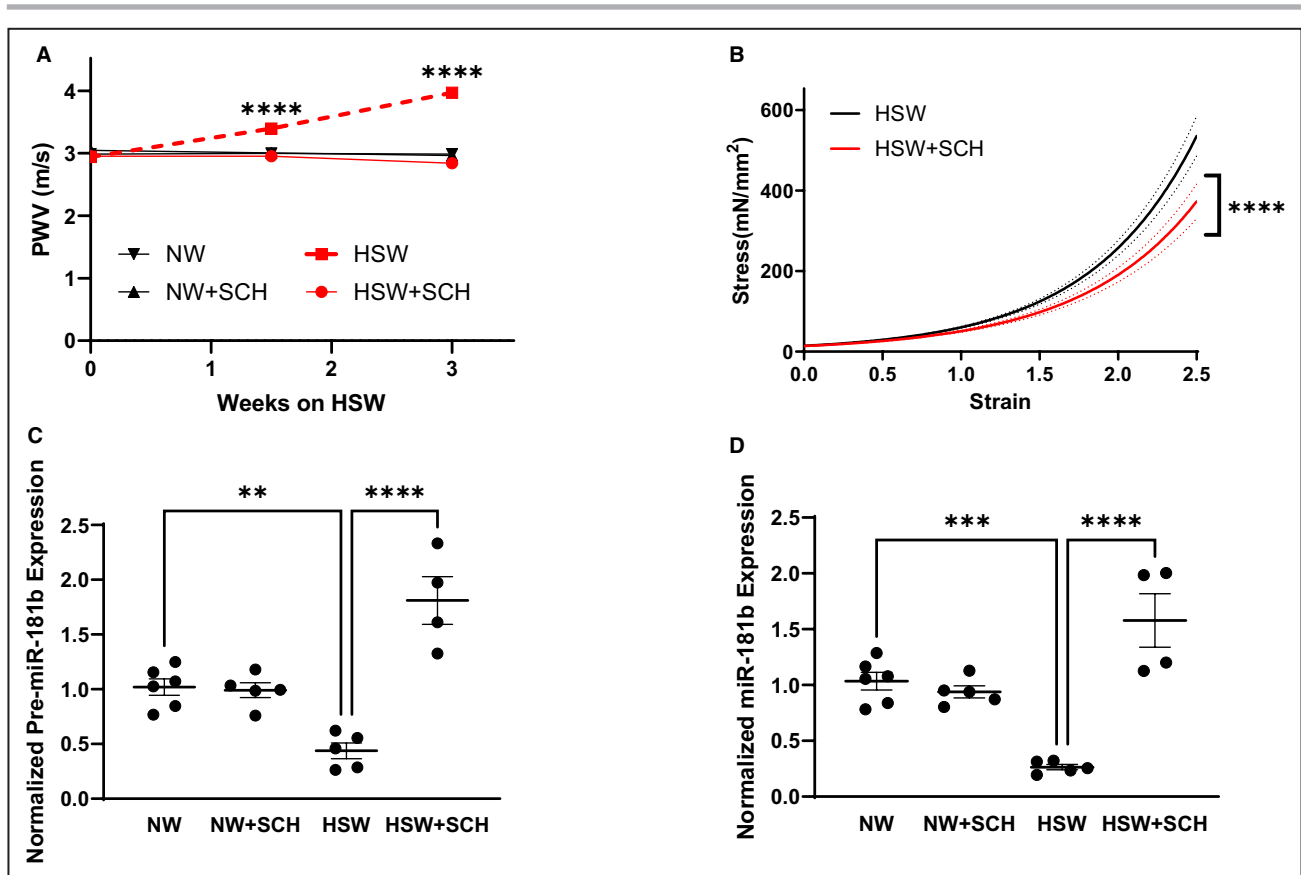 A
PWV (m/s)
4
3
2
1
0
****
****
NW
HSW
NW+SCH
HSW+SCH
0 1 2 3
Weeks on HSW
B
Stress(mN/mm²)
600
400
200
0
HSW
HSW+SCH
****
0.0 0.5 1.0 1.5 2.0 2.5
Strain
C
Normalized Pre-miR-181b Expression
2.5
2.0
1.5
1.0
0.5
0.0
** ****
NW NW+SCH HSW HSW+SCH
D
Normalized miR-181b Expression
2.5
2.0
1.5
1.0
0.5
0.0
*** ****
NW NW+SCH HSW HSW+SCH